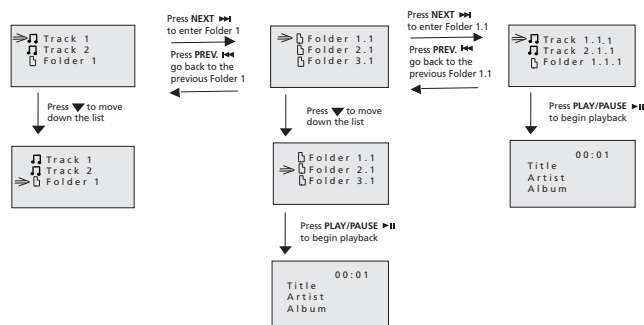 Track 1
Track 2
Folder 1
Press NEXT
to enter Folder 1
Press PREV.
go back to the
previous Folder 1
Folder 1.1
Folder 2.1
Folder 3.1
Press NEXT
to enter Folder 1.1
Press PREV.
go back to the
previous Folder 1.1
Track 1.1.1
Track 2.1.1
Folder 1.1.1
Press ▼ to move
down the list
Press ▼ to move
down the list
Press PLAY/PAUSE
to begin playback
Track 1
Track 2
Folder 1
Folder 1.1
Folder 2.1
Folder 3.1
00:01
Title
Artist
Album
Press PLAY/PAUSE
to begin playback
00:01
Title
Artist
Album